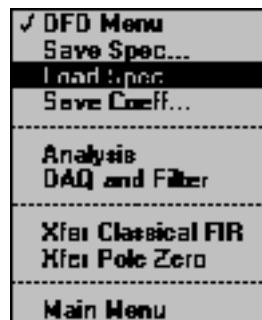 ✓ DFD Menu
Save Spec...
Load Spec...
Save Coeff...
Analysis
DAQ and Filter
Xfer Classical FIR
Xfer Pole Zero
Main Menu